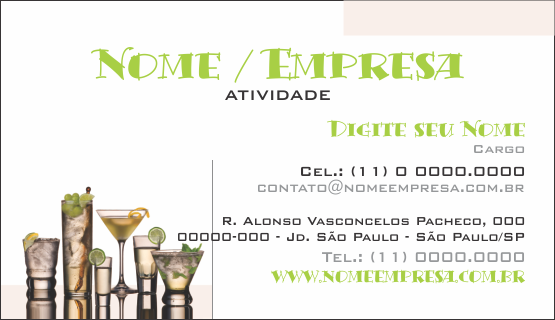 Nome / Empresa
ATIVIDADE
Digite seu Nome
Cargo
Cel.: (11) 0 0000.0000
contato@nomeempresa.com.br
R. Alonso Vasconcelos Pacheco, 000
00000-000 - Jd. São Paulo - São Paulo/SP
Tel.: (11) 0000.0000
www.nomeempresa.com.br